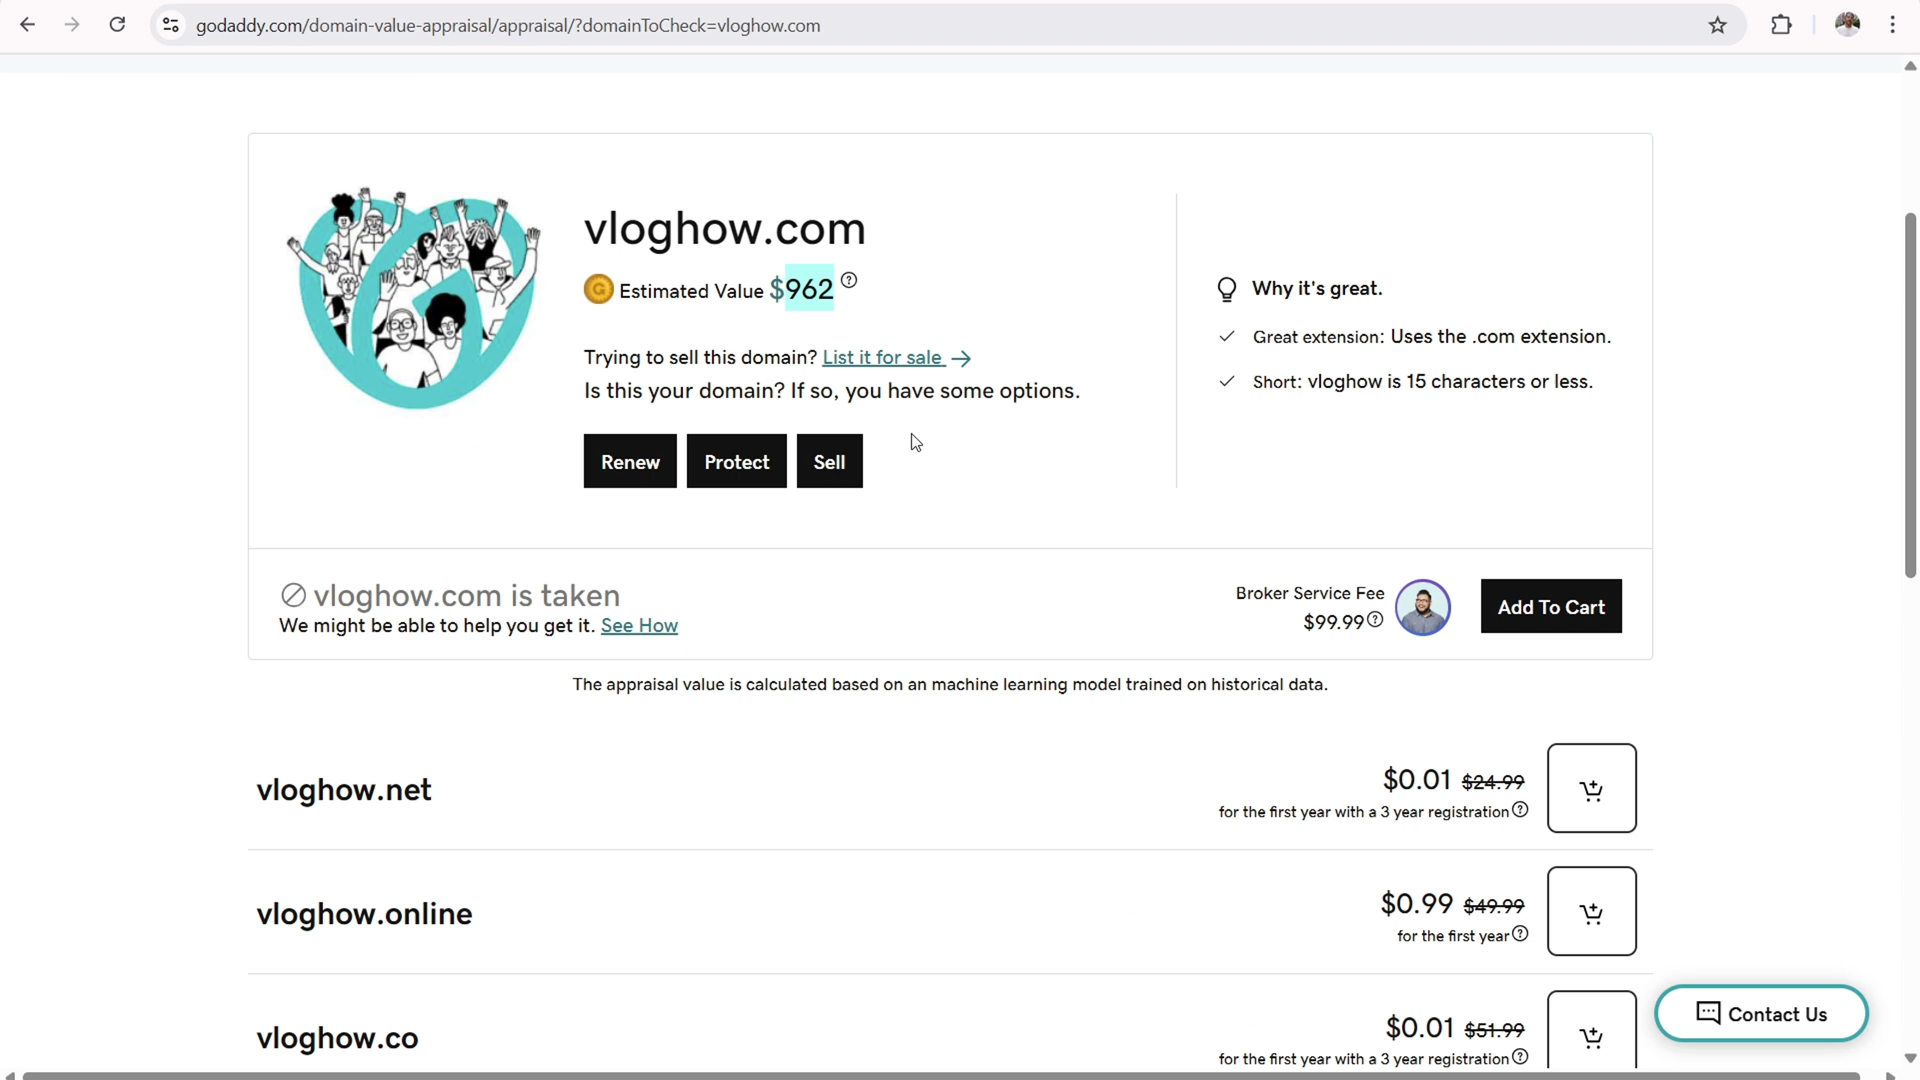 godaddy.com/domain-value-appraisal/appraisal/?domainToCheck=vloghow.com
vloghow.com
G Estimated Value $962 ?
Trying to sell this domain? List it for sale →
Is this your domain? If so, you have some options.
Renew Protect Sell
Why it's great.
Great extension: Uses the .com extension.
Short: vloghow is 15 characters or less.
vloghow.com is taken
We might be able to help you get it. See How
Broker Service Fee
$99.99 ?
Add To Cart
The appraisal value is calculated based on an machine learning model trained on historical data.
vloghow.net
$0.01 $24.99
for the first year with a 3 year registration ?
vloghow.online
$0.99 $49.99
for the first year ?
vloghow.co
$0.01 $51.99
for the first year with a 3 year registration ?
Contact Us